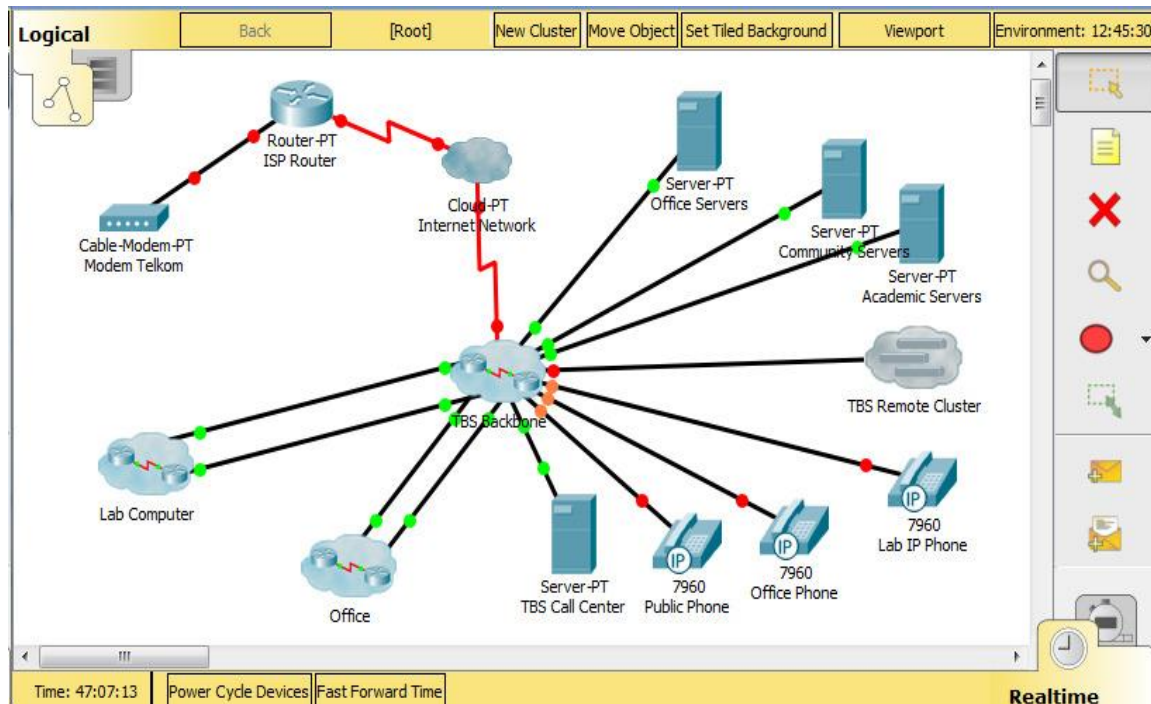 Logical
Back
[Root]
New Cluster
Move Object
Set Tiled Background
Viewport
Environment: 12:45:30
Router-PT
ISP Router
Cloud-PT
Internet Network
Cable-Modem-PT
Modem Telkom
Server-PT
Office Servers
Server-PT
Community Servers
Server-PT
Academic Servers
TBS Remote Cluster
TBS Backbone
Lab Computer
Office
Server-PT
TBS Call Center
IP
7960
Public Phone
IP
7960
Office Phone
IP
7960
Lab IP Phone
Time: 47:07:13
Power Cycle Devices
Fast Forward Time
Realtime